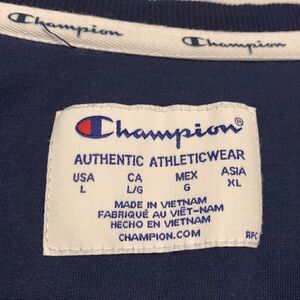 Champion Champion
Champion®
AUTHENTIC ATHLETICWEAR
USA CA MEX ASIA
L L/G G XL
MADE IN VIETNAM
FABRIQUÉ AU VIÊT-NAM
HECHO EN VIETNAM
CHAMPION.COM
RPC